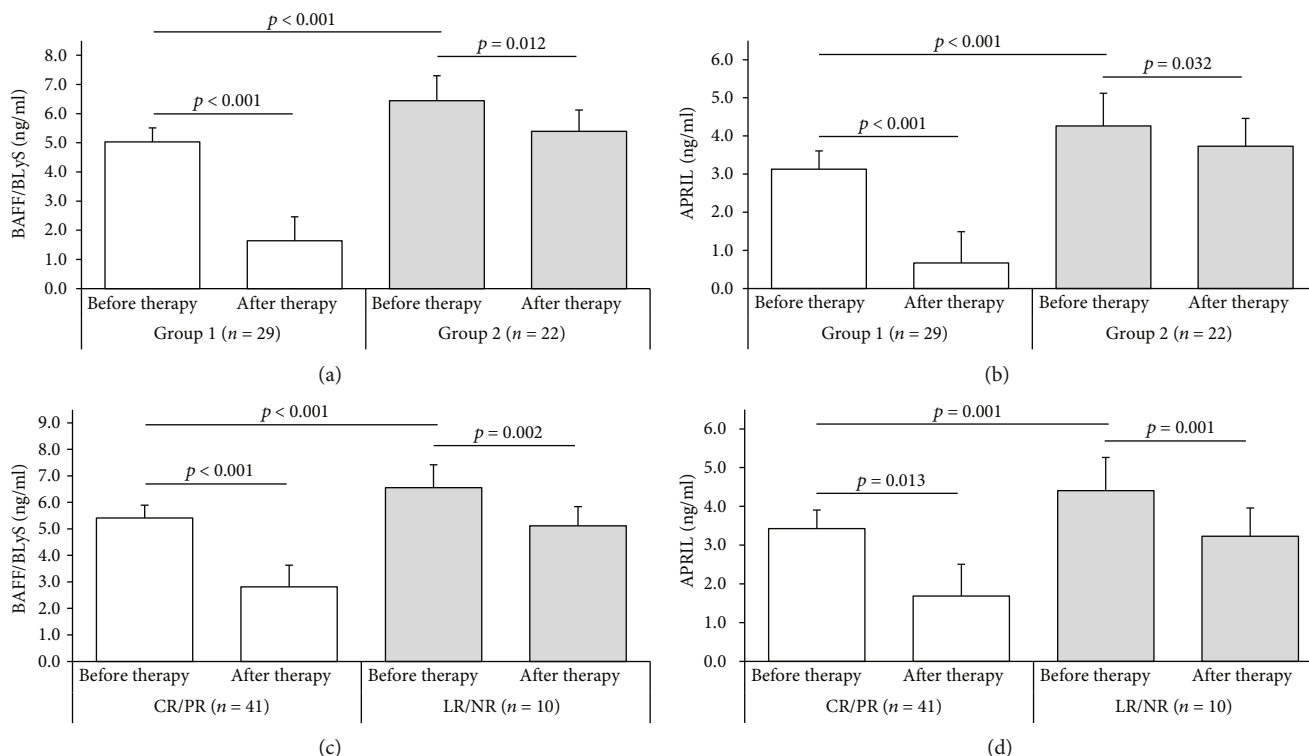 p < 0.001
p = 0.012
p < 0.001
BAFF/BLyS (ng/ml)
8.0
7.0
6.0
5.0
4.0
3.0
2.0
1.0
0.0
Before therapy After therapy Before therapy After therapy
Group 1 (n = 29) Group 2 (n = 22)
(a)
p < 0.001
p = 0.032
p < 0.001
APRIL (ng/ml)
6.0
5.0
4.0
3.0
2.0
1.0
0.0
Before therapy After therapy Before therapy After therapy
Group 1 (n = 29) Group 2 (n = 22)
(b)
p < 0.001
p = 0.002
p < 0.001
BAFF/BLyS (ng/ml)
9.0
8.0
7.0
6.0
5.0
4.0
3.0
2.0
1.0
0.0
Before therapy After therapy Before therapy After therapy
CR/PR (n = 41) LR/NR (n = 10)
(c)
p = 0.001
p = 0.001
p = 0.013
APRIL (ng/ml)
6.0
5.0
4.0
3.0
2.0
1.0
0.0
Before therapy After therapy Before therapy After therapy
CR/PR (n = 41) LR/NR (n = 10)
(d)